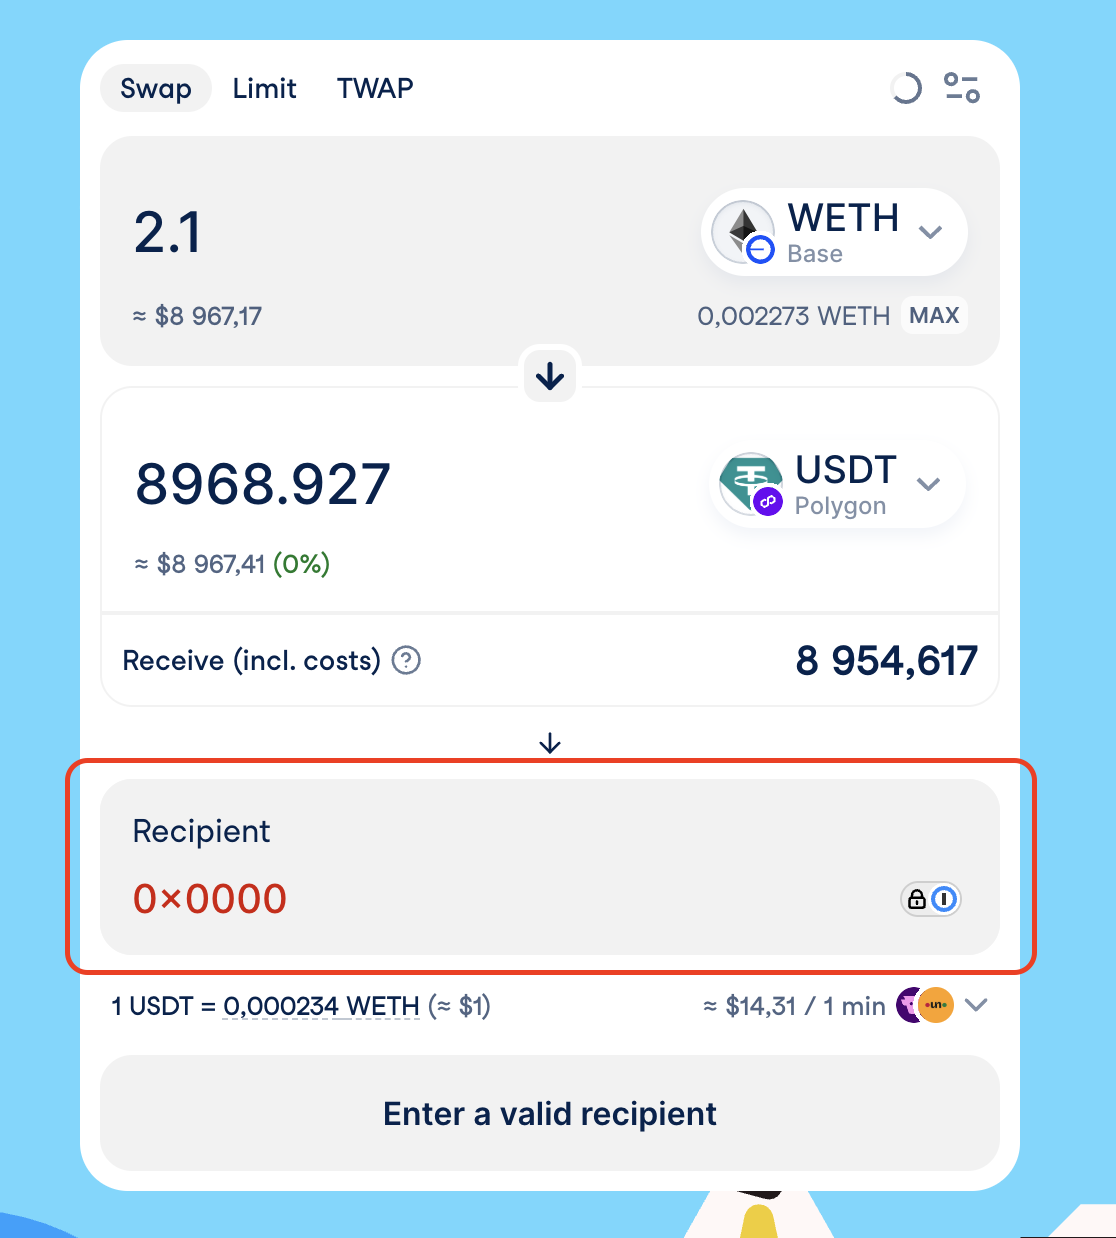 Swap Limit TWAP
2.1
WETH
Base
≈ $8 967,17
0,002273 WETH MAX
8968.927
USDT
Polygon
≈ $8 967,41 (0%)
Receive (incl. costs) ? 8 954,617
Recipient
0×0000
1 USDT = 0,000234 WETH (≈ $1) ≈ $14,31 / 1 min
Enter a valid recipient